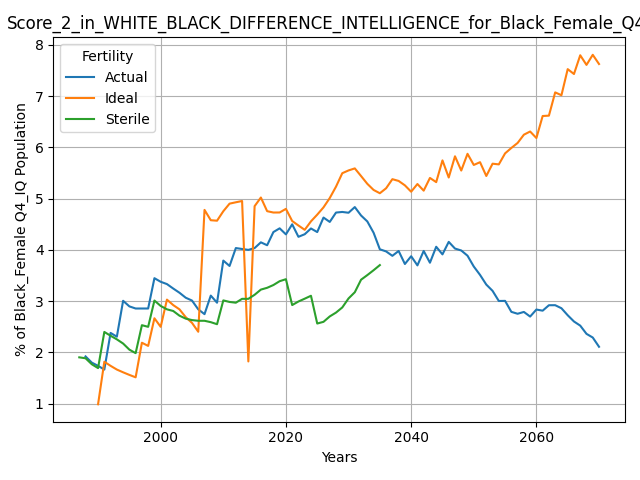 Score_2_in_WHITE_BLACK_DIFFERENCE_INTELLIGENCE_for_Black_Female_Q4
Fertility
Actual
Ideal
Sterile
8
7
6
5
4
3
2
1
% of Black_Female Q4_IQ Population
2000 2020 2040 2060
Years